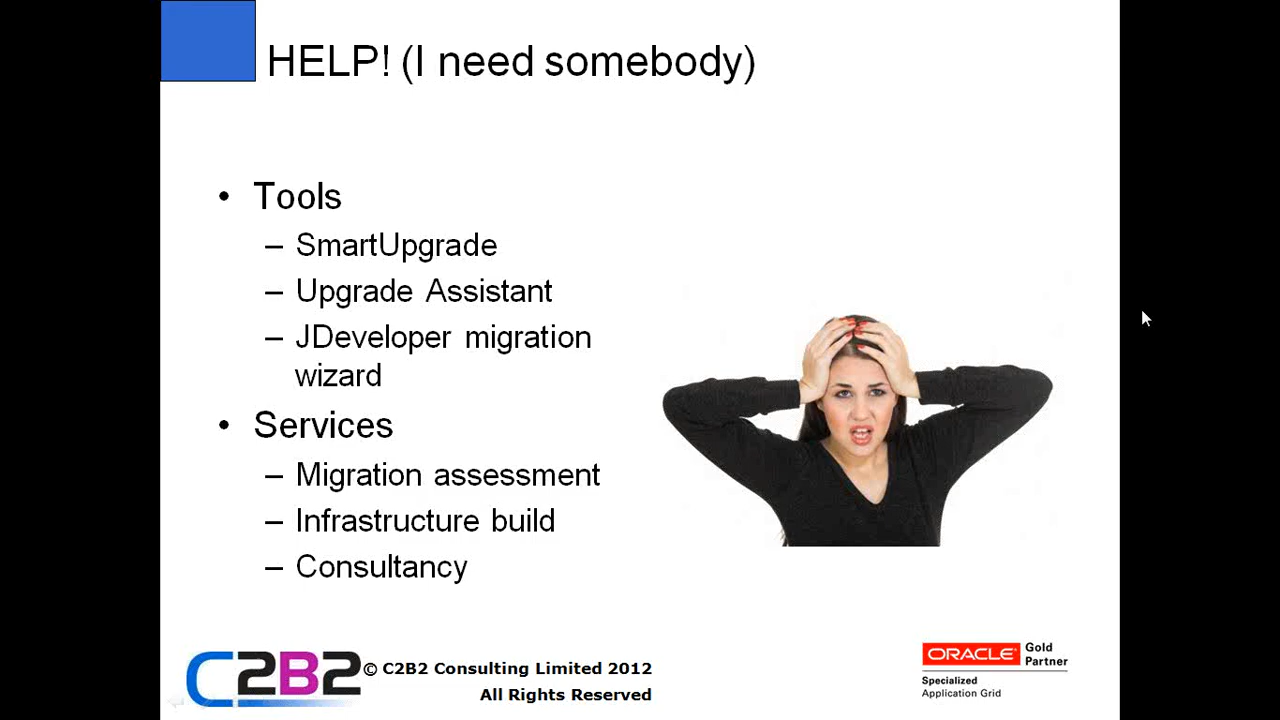 HELP! (I need somebody)
• Tools
– SmartUpgrade
– Upgrade Assistant
– JDeveloper migration
wizard
• Services
– Migration assessment
– Infrastructure build
– Consultancy
C2B2
© C2B2 Consulting Limited 2012
All Rights Reserved
ORACLE®
Gold
Partner
Specialized
Application Grid